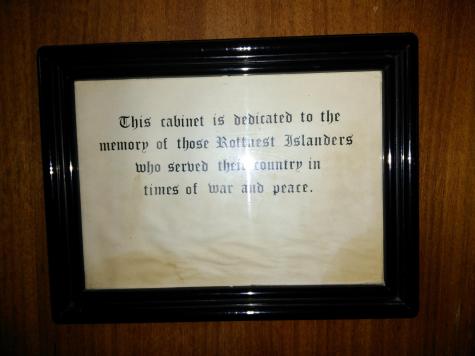 This cabinet is dedicated to the
memory of those Rottnest Islanders
who served their country in
times of war and peace.